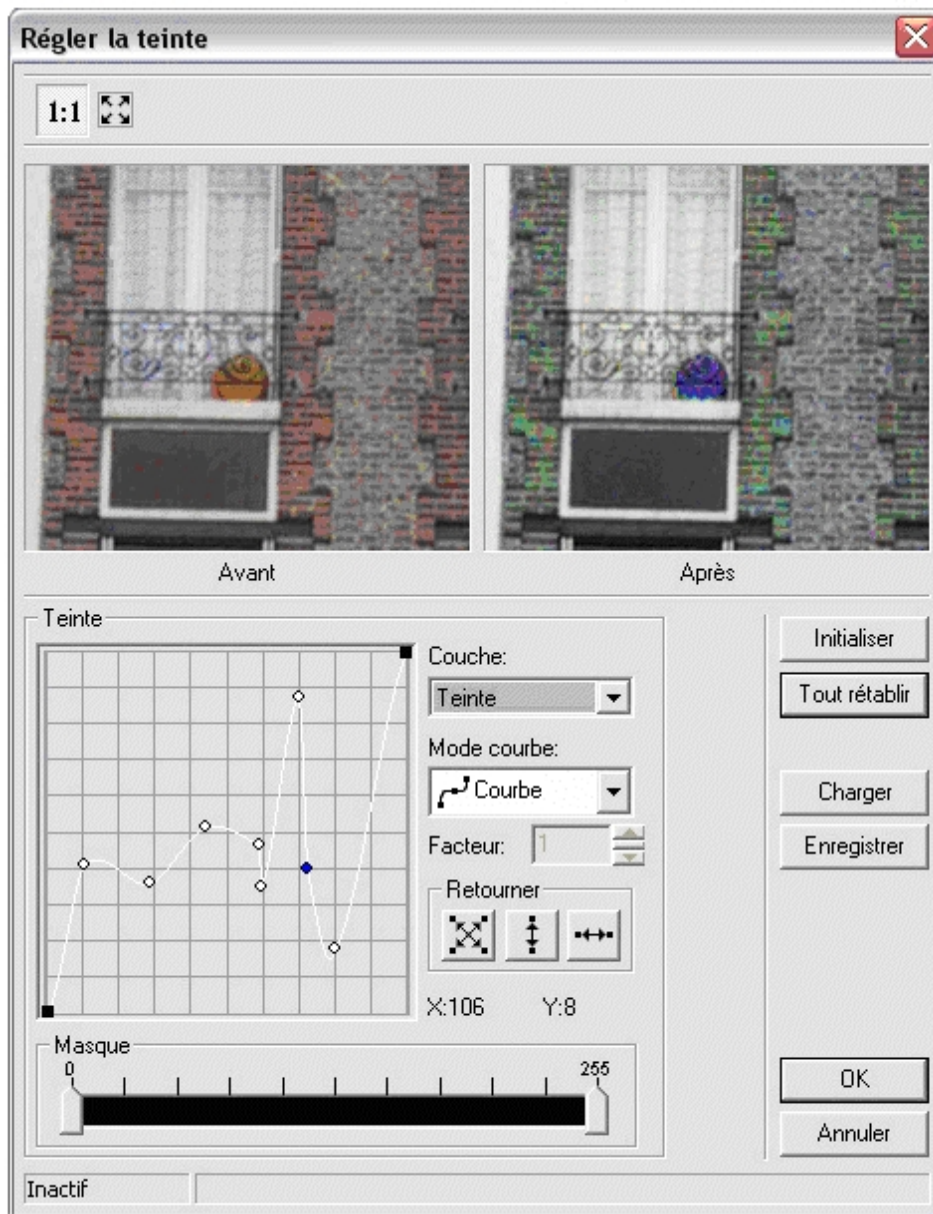 Régler la teinte
1:1
Avant
Après
Teinte
Couche:
Teinte
Mode courbe:
Courbe
Facteur:
1
Retourner
X:106 Y:8
Masque
0
255
Initialiser
Tout rétablir
Charger
Enregistrer
OK
Annuler
Inactif